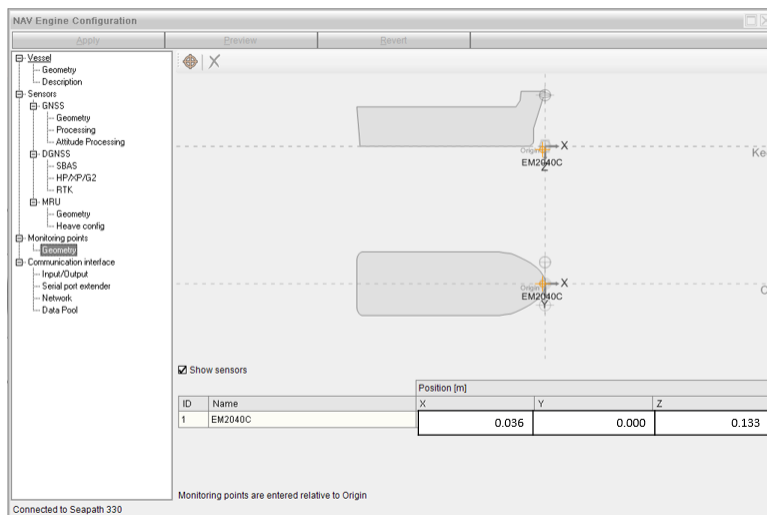 NAV Engine Configuration
Apply Preview Revert
Vessel
Geometry
Description
Sensors
GNSS
Geometry
Processing
Attitude Processing
DGNSS
SBAS
HP/XP/G2
RTK
MRU
Geometry
Heave config
Monitoring points
Geometry
Communication interface
Input/Output
Serial port extender
Network
Data Pool
Origin X
EM2040C
Z
Ke
Origin X
EM2040C
Y
C
Show sensors
Position [m]
ID Name X Y Z
1 EM2040C 0.036 0.000 0.133
Monitoring points are entered relative to Origin
Connected to Seapath 330